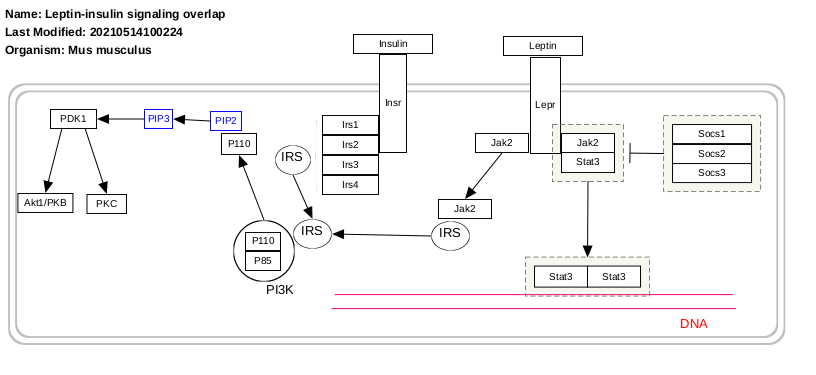 Name: Leptin-insulin signaling overlap
Last Modified: 20210514100224
Organism: Mus musculus
Insulin
Leptin
Insr
Lepr
PDK1
PIP3
PIP2
P110
IRS
Irs1
Irs2
Irs3
Irs4
Jak2
Jak2
Stat3
Socs1
Socs2
Socs3
Akt1/PKB
PKC
Jak2
IRS
IRS
P110
P85
PI3K
Stat3
Stat3
DNA